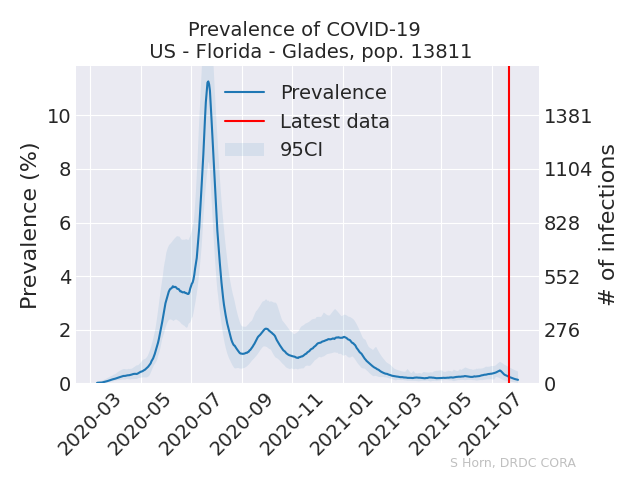 Prevalence of COVID-19
US - Florida - Glades, pop. 13811
Prevalence
Latest data
95CI
Prevalence (%)
10
8
6
4
2
0
1381
1104
828
552
276
0
# of infections
2020-03
2020-05
2020-07
2020-09
2020-11
2021-01
2021-03
2021-05
2021-07
S Horn, DRDC CORA